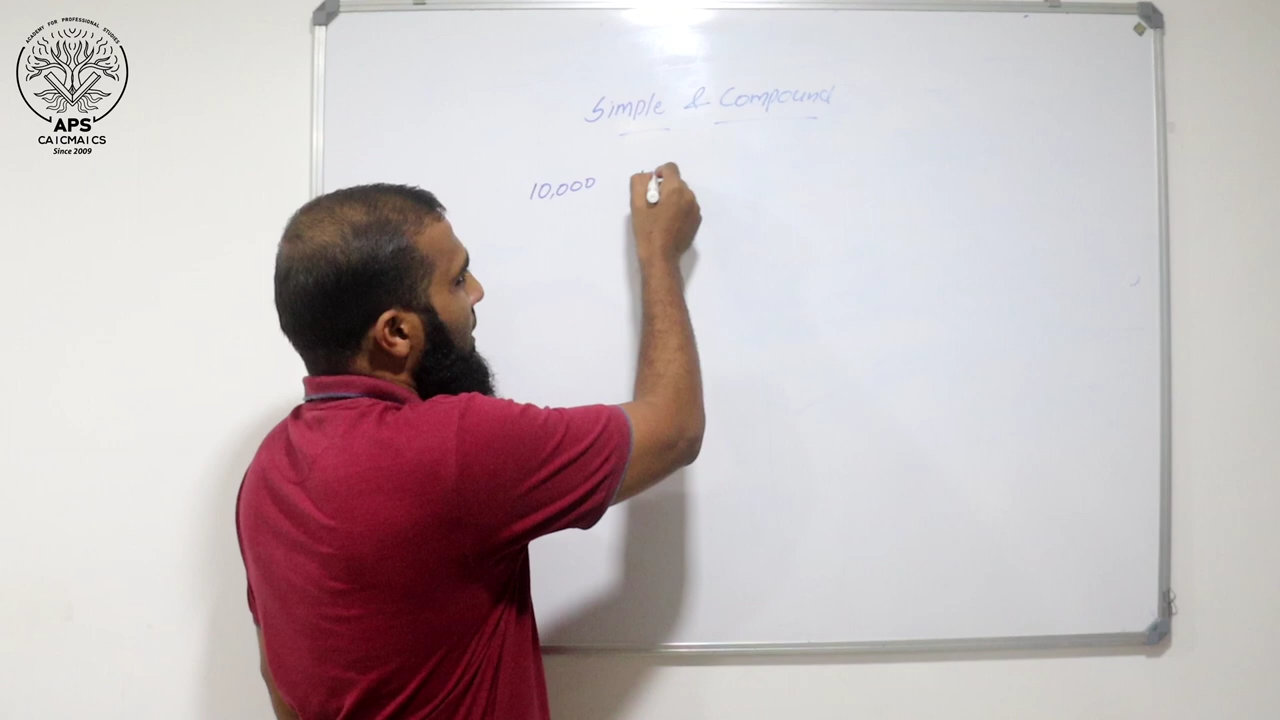 ACADEMY FOR PROFESSIONAL STUDIES
APS
CA | CMA | CS
Since 2009
Simple & Compound
10,000